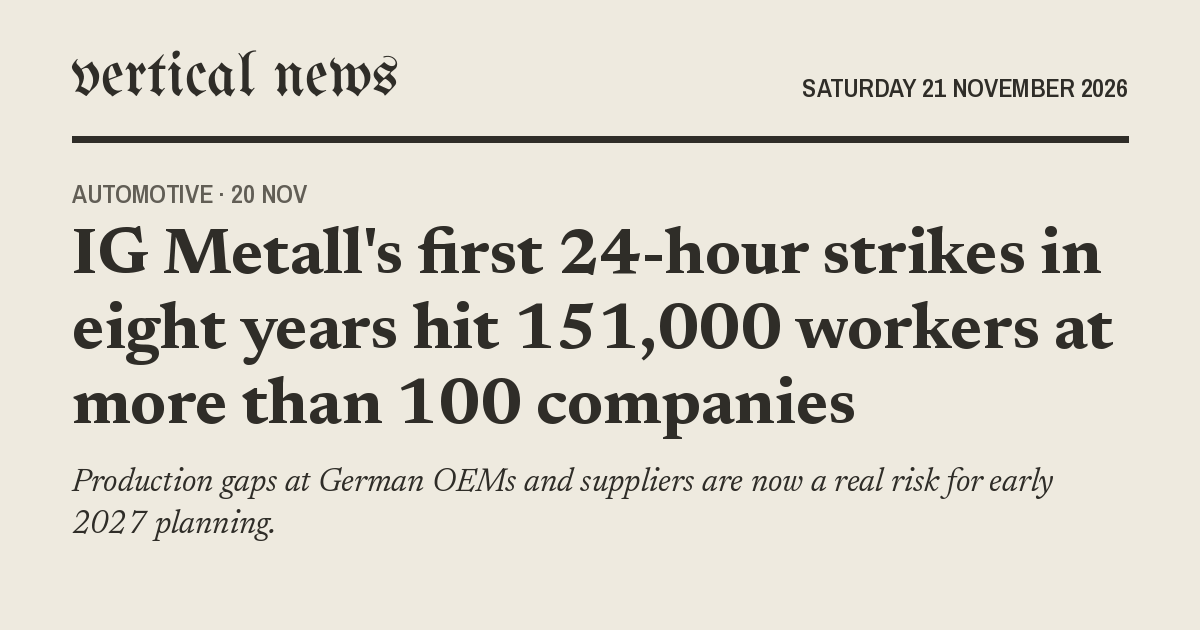 vertical news
SATURDAY 21 NOVEMBER 2026
AUTOMOTIVE · 20 NOV
IG Metall's first 24-hour strikes in
eight years hit 151,000 workers at
more than 100 companies
Production gaps at German OEMs and suppliers are now a real risk for early
2027 planning.